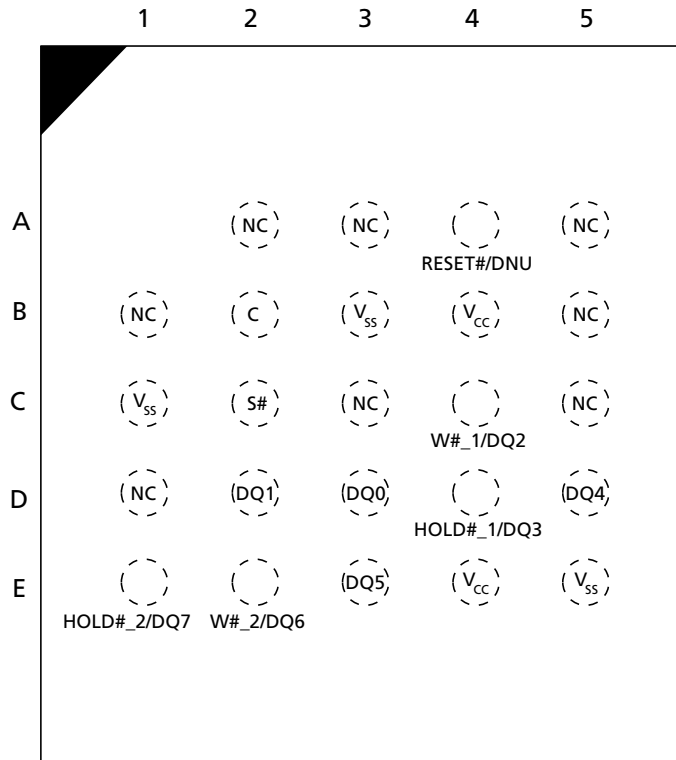 1 2 3 4 5
A NC NC NC
RESET#/DNU
B NC C VSS VCC NC
C VSS S# NC NC
W#_1/DQ2
D NC DQ1 DQ0 DQ4
HOLD#_1/DQ3
E DQ5 VCC VSS
HOLD#_2/DQ7 W#_2/DQ6